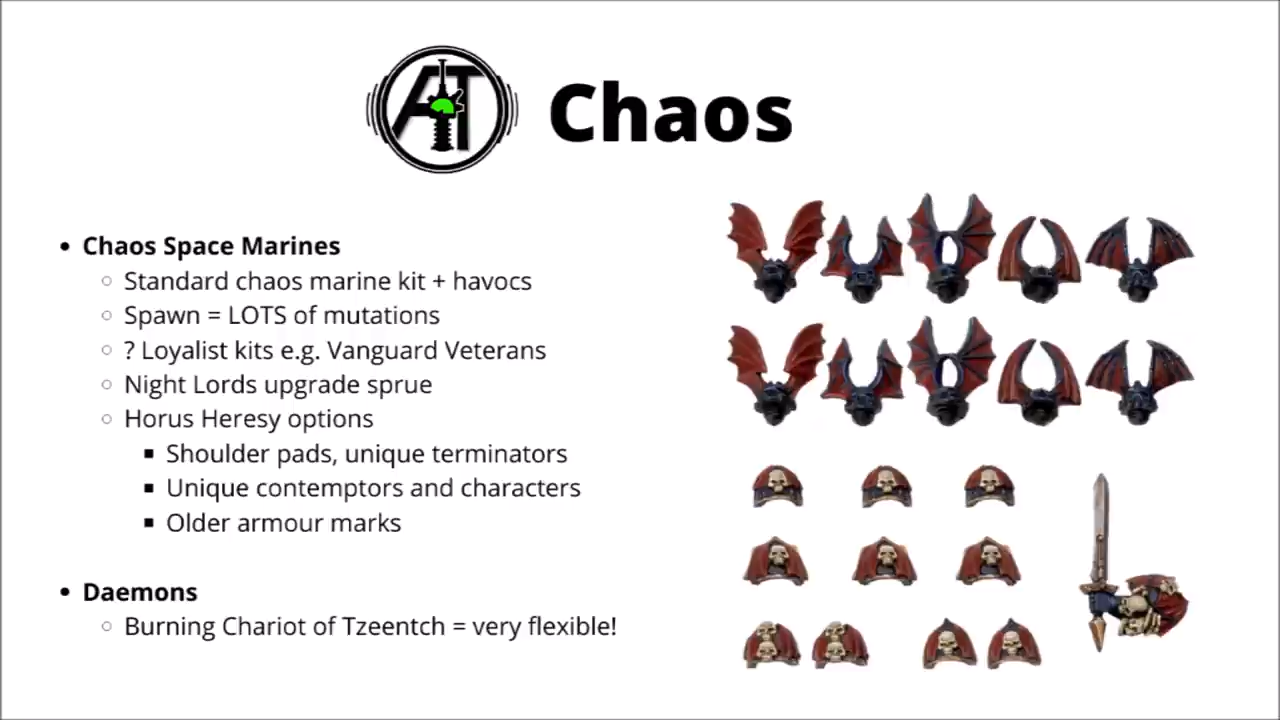 AT
Chaos
• Chaos Space Marines
○ Standard chaos marine kit + havocs
○ Spawn = LOTS of mutations
○ ? Loyalist kits e.g. Vanguard Veterans
○ Night Lords upgrade sprue
○ Horus Heresy options
▪ Shoulder pads, unique terminators
▪ Unique contemptors and characters
▪ Older armour marks
• Daemons
○ Burning Chariot of Tzeentch = very flexible!